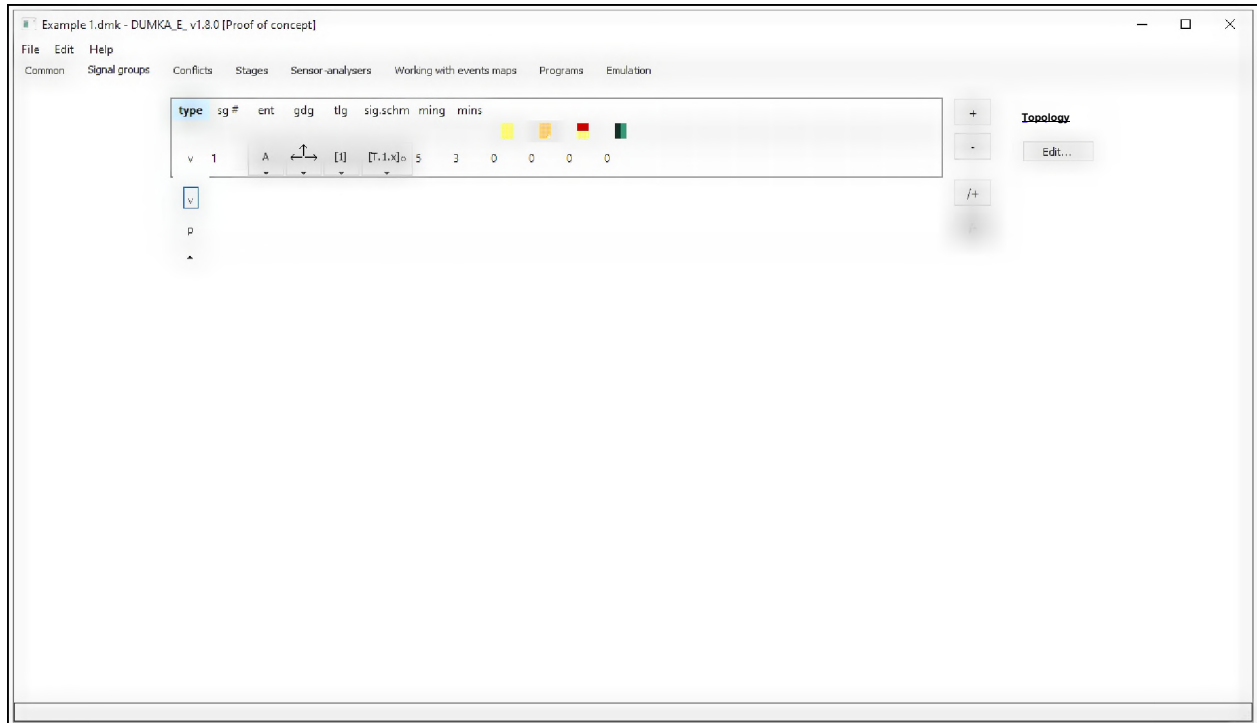 Example 1.dmk - DUMKA_E_ v1.8.0 [Proof of concept]
File Edit Help
Common Signal groups Conflicts Stages Sensor-analysers Working with events maps Programs Emulation
type sg # ent gdg tlg sig.schm ming mins
v 1 A [1] [T.1.x] 5 3 0 0 0 0
v
p
+
-
/+
Topology
Edit...